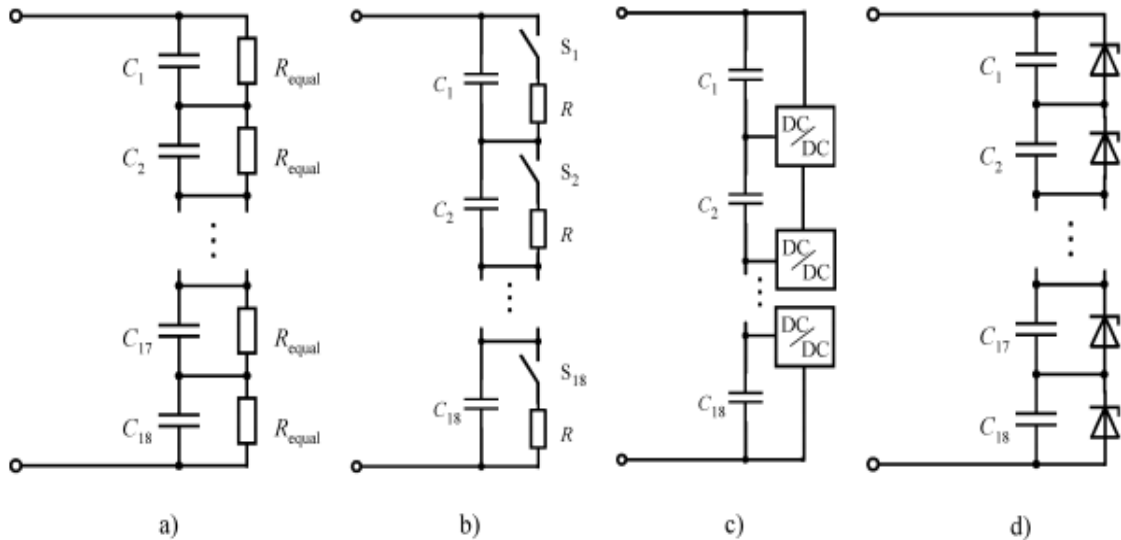 C1
Requal
C2
Requal
⋮
C17
Requal
C18
Requal
a)
S1
C1
R
S2
C2
R
⋮
S18
C18
R
b)
C1
DC/DC
C2
DC/DC
⋮
DC/DC
C18
c)
C1
C2
⋮
C17
C18
d)